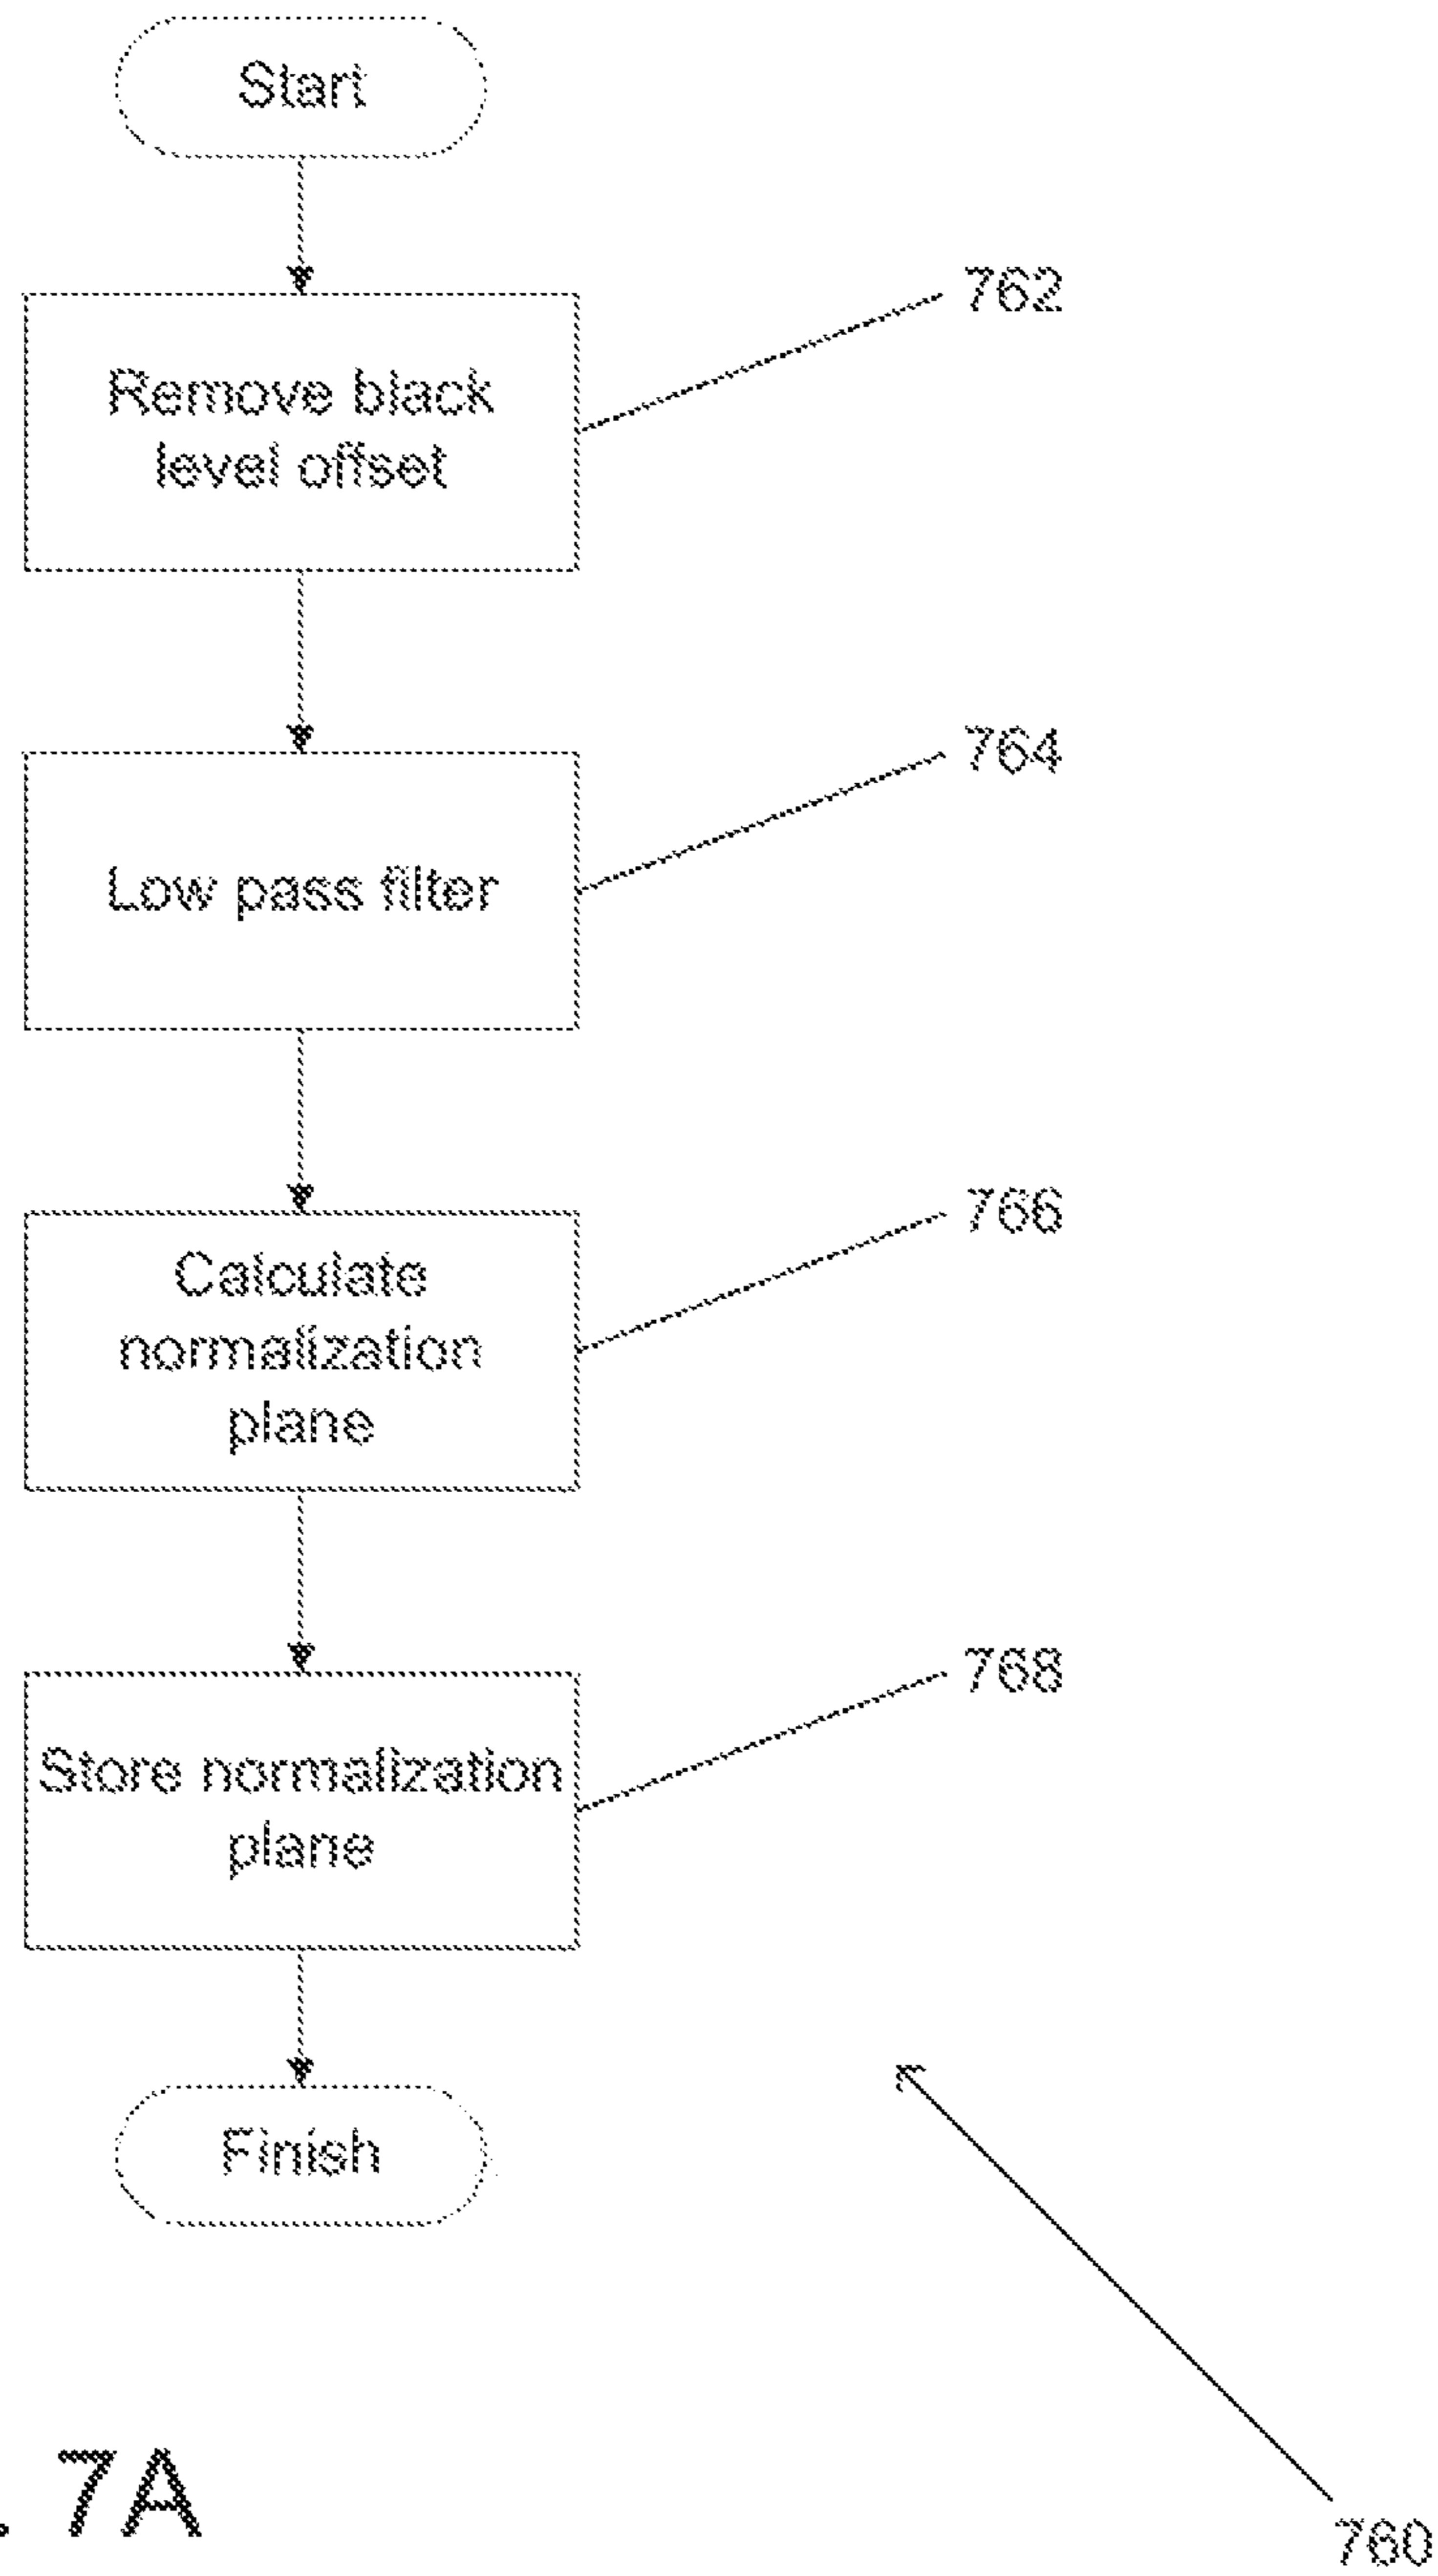 Start
762
Remove black
level offset
764
Low pass filter
766
Calculate
normalization
plane
768
Store normalization
plane
Finish
. 7A
760